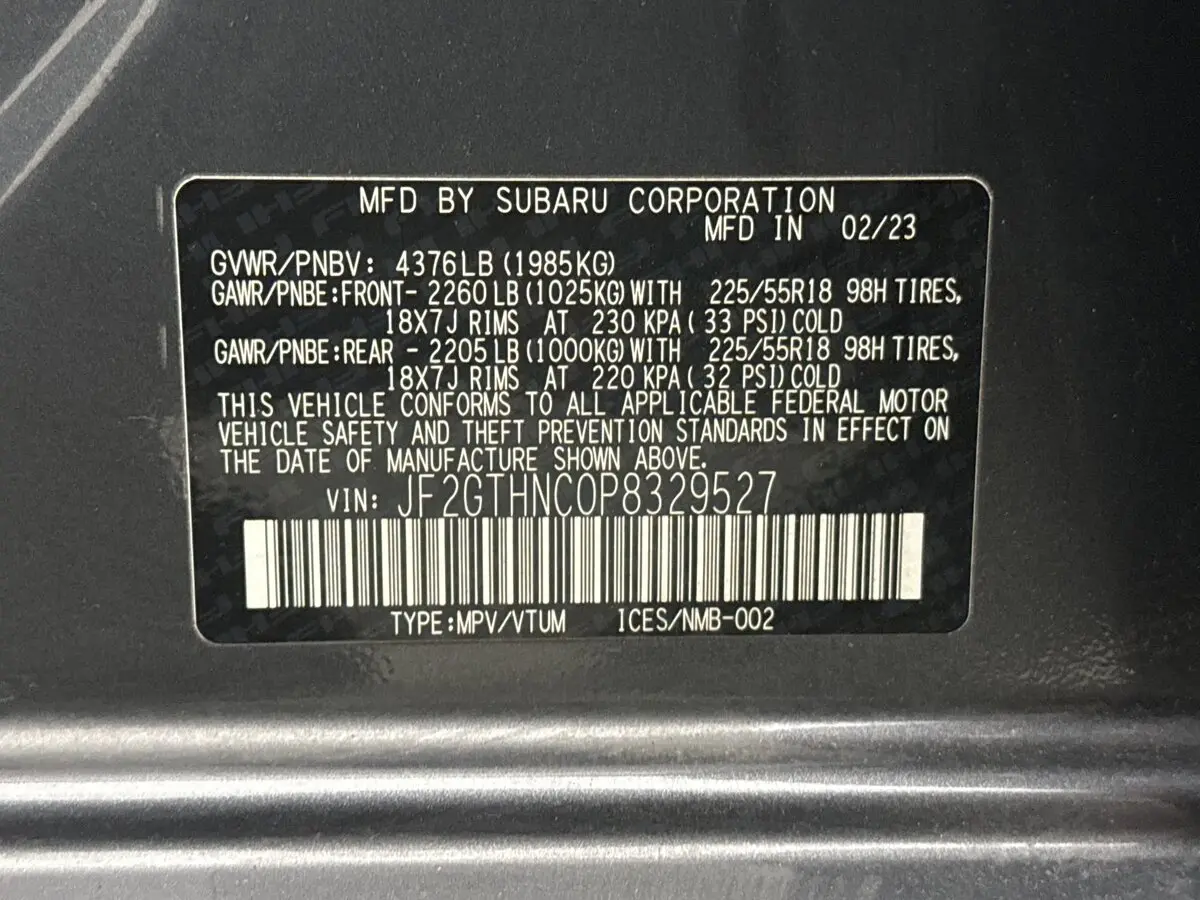 MFD BY SUBARU CORPORATION
MFD IN 02/23
GVWR/PNBV: 4376LB(1985KG)
GAWR/PNBE:FRONT- 2260LB(1025KG)WITH 225/55R18 98H TIRES,
18X7J RIMS AT 230 KPA( 33 PSI)COLD
GAWR/PNBE:REAR - 2205LB(1000KG)WITH 225/55R18 98H TIRES,
18X7J RIMS AT 220 KPA( 32 PSI)COLD
THIS VEHICLE CONFORMS TO ALL APPLICABLE FEDERAL MOTOR
VEHICLE SAFETY AND THEFT PREVENTION STANDARDS IN EFFECT ON
THE DATE OF MANUFACTURE SHOWN ABOVE.
VIN: JF2GTHNC0P8329527
TYPE:MPV/VTUM ICES/NMB-002